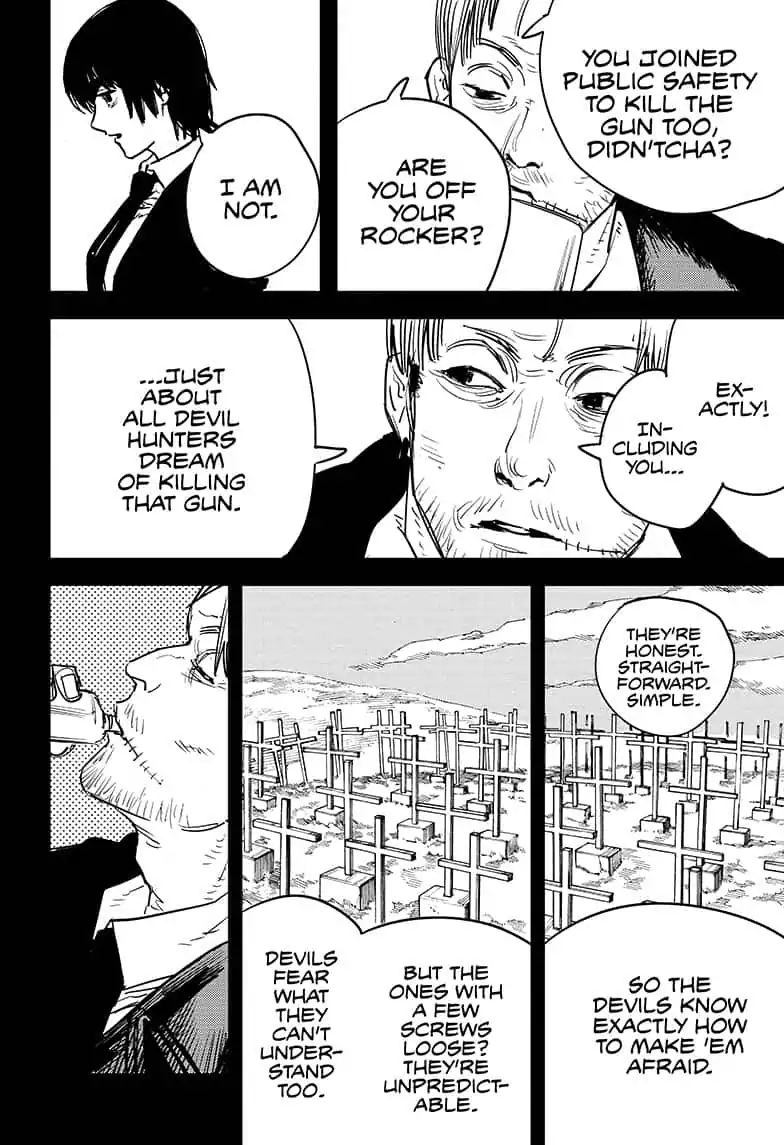 YOU JOINED
PUBLIC SAFETY
TO KILL THE
GUN TOO,
DIDN'TCHA?
ARE
YOU OFF
YOUR
ROCKER?
I AM
NOT.
EX-
ACTLY!
IN-
CLUDING
YOU...
...JUST
ABOUT
ALL DEVIL
HUNTERS
DREAM
OF KILLING
THAT GUN.
THEY'RE
HONEST.
STRAIGHT-
FORWARD.
SIMPLE.
SO THE
DEVILS KNOW
EXACTLY HOW
TO MAKE 'EM
AFRAID.
BUT THE
ONES WITH
A FEW
SCREWS
LOOSE?
THEY'RE
UNPREDICT-
ABLE.
DEVILS
FEAR
WHAT
THEY
CAN'T
UNDER-
STAND
TOO.